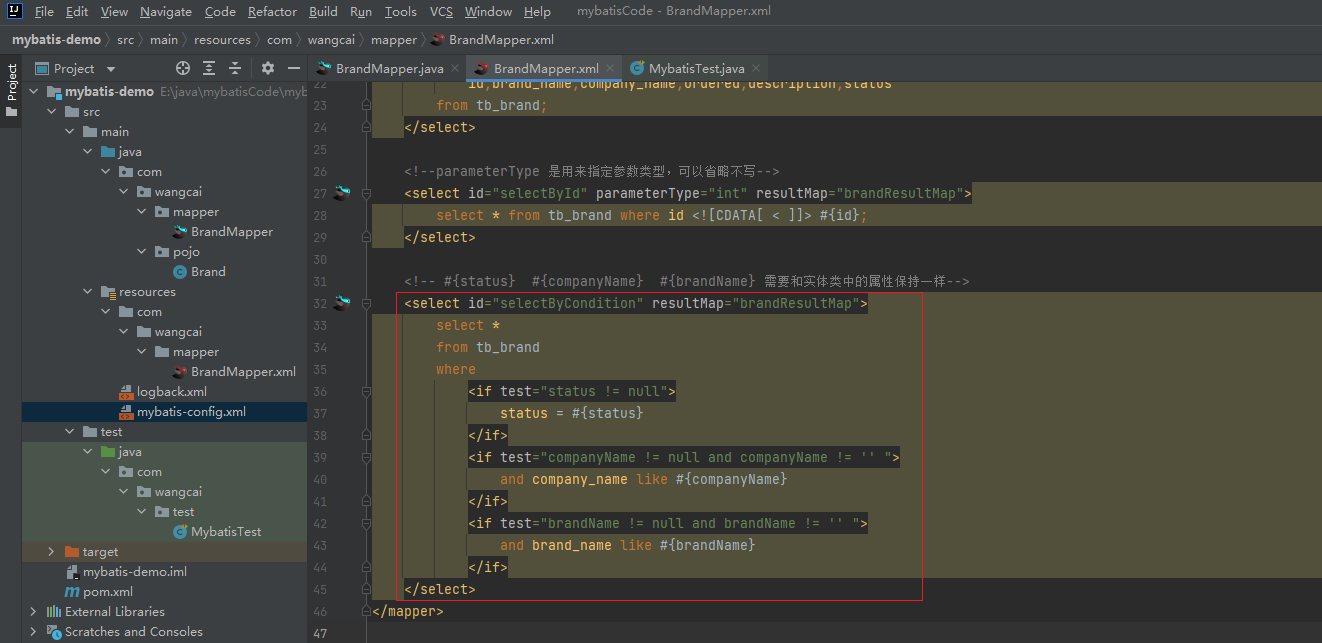 File Edit View Navigate Code Refactor Build Run Tools VCS Window Help mybatisCode - BrandMapper.xml
mybatis-demo src main resources com wangcai mapper BrandMapper.xml
Project
Project
BrandMapper.java
BrandMapper.xml
MybatisTest.java
mybatis-demo E:\java\mybatisCode\myb
src
main
java
com
wangcai
mapper
BrandMapper
pojo
Brand
resources
com
wangcai
mapper
BrandMapper.xml
logback.xml
mybatis-config.xml
test
java
com
wangcai
test
MybatisTest
target
mybatis-demo.iml
pom.xml
External Libraries
Scratches and Consoles
22 id,brand_name,company_name,ordered,description,status
23 from tb_brand;
24 </select>
25
26 <!--parameterType 是用来指定参数类型，可以省略不写-->
27 <select id="selectById" parameterType="int" resultMap="brandResultMap">
28 select * from tb_brand where id <![CDATA[ < ]]> #{id};
29 </select>
30
31 <!-- #{status}  #{companyName}  #{brandName} 需要和实体类中的属性保持一样-->
32 <select id="selectByCondition" resultMap="brandResultMap">
33 select *
34 from tb_brand
35 where
36 <if test="status != null">
37 status = #{status}
38 </if>
39 <if test="companyName != null and companyName != '' ">
40 and company_name like #{companyName}
41 </if>
42 <if test="brandName != null and brandName != '' ">
43 and brand_name like #{brandName}
44 </if>
45 </select>
46 </mapper>
47